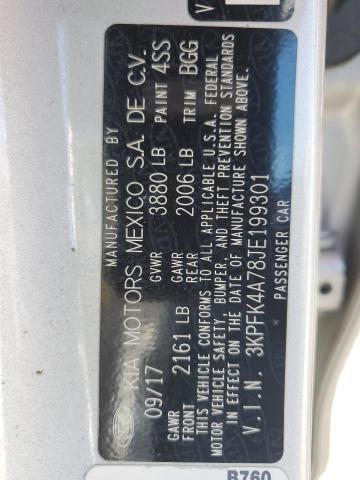 MANUFACTURED BY
KIA MOTORS MEXICO S.A. DE C.V.
09/17 GVWR 3880 LB PAINT 4SS
GAWR FRONT 2161 LB GAWR REAR 2006 LB TRIM BGG
THIS VEHICLE CONFORMS TO ALL APPLICABLE U.S.A. FEDERAL
MOTOR VEHICLE SAFETY, BUMPER, AND THEFT PREVENTION STANDARDS
IN EFFECT ON THE DATE OF MANUFACTURE SHOWN ABOVE.
V.I.N. 3KPFK4A78JE199301
PASSENGER CAR
B760
V